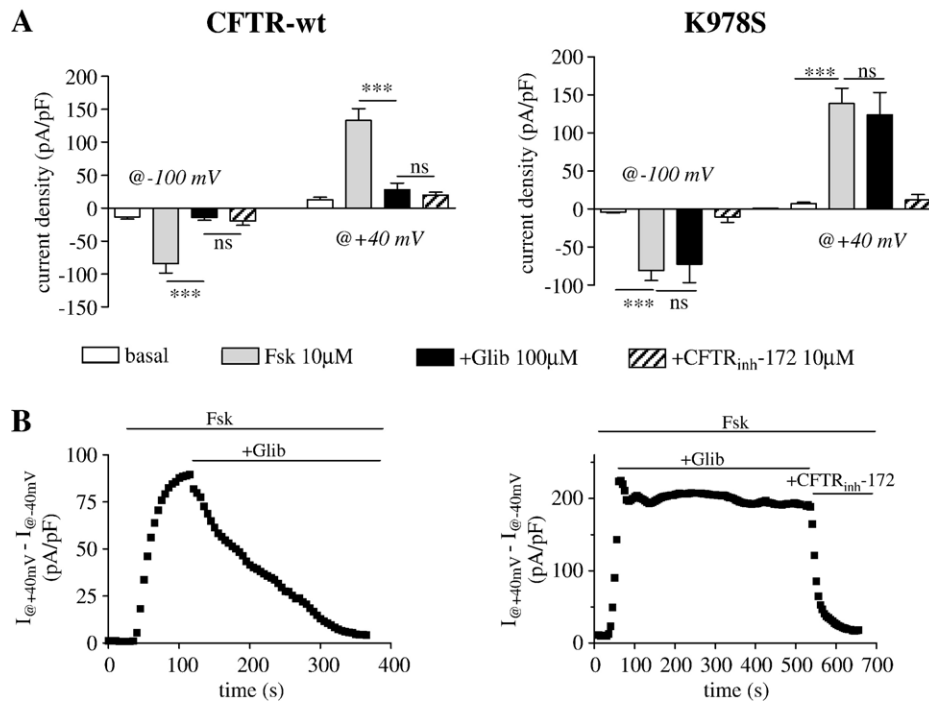 A
CFTR-wt
K978S
current density (pA/pF)
200
150
100
50
0
-50
-100
-150
@-100 mV
***
ns
***
ns
@+40 mV
current density (pA/pF)
200
150
100
50
0
-50
-100
@-100 mV
***
ns
***
ns
@+40 mV
basal
Fsk 10μM
+Glib 100μM
+CFTRinh-172 10μM
B
I@+40mV - I@-40mV
(pA/pF)
100
75
50
25
0
Fsk
+Glib
0 100 200 300 400
time (s)
I@+40mV - I@-40mV
(pA/pF)
200
100
0
Fsk
+Glib
+CFTRinh-172
0 100 200 300 400 500 600 700
time (s)